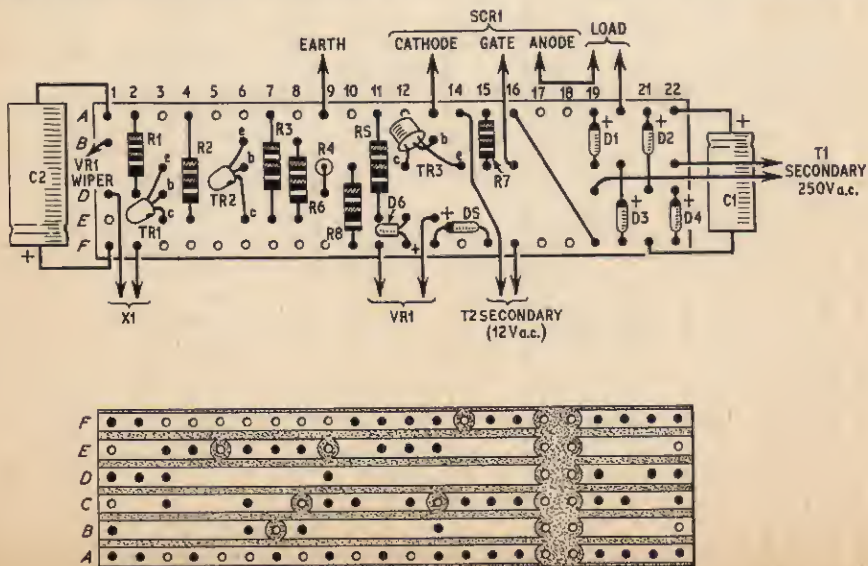 SCR1
EARTH CATHODE GATE ANODE LOAD
1 2 3 4 5 6 7 8 9 10 11 12 14 15 16 17 18 19 21 22
A
B
D
E
F
C2
+
VR1
WIPER
R1
e
b
c
TR1
R2
e
b
c
TR2
R3
R6
R4
R8
R5
D6
+
c
b
e
TR3
+
D5
R7
+
D1
+
D2
+
D3
+
D4
+
C1
T1
SECONDARY
250V a.c.
X1
VR1
T2 SECONDARY
(12V a.c.)
F
E
D
C
B
A